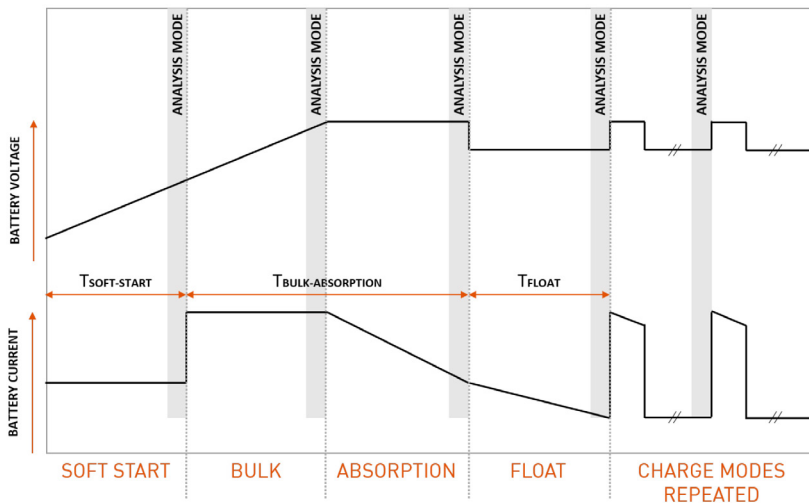 ANALYSIS MODE
ANALYSIS MODE
ANALYSIS MODE
ANALYSIS MODE
ANALYSIS MODE
BATTERY VOLTAGE
TSOFT-START
TBULK-ABSORPTION
TFLOAT
BATTERY CURRENT
SOFT START
BULK
ABSORPTION
FLOAT
CHARGE MODES
REPEATED